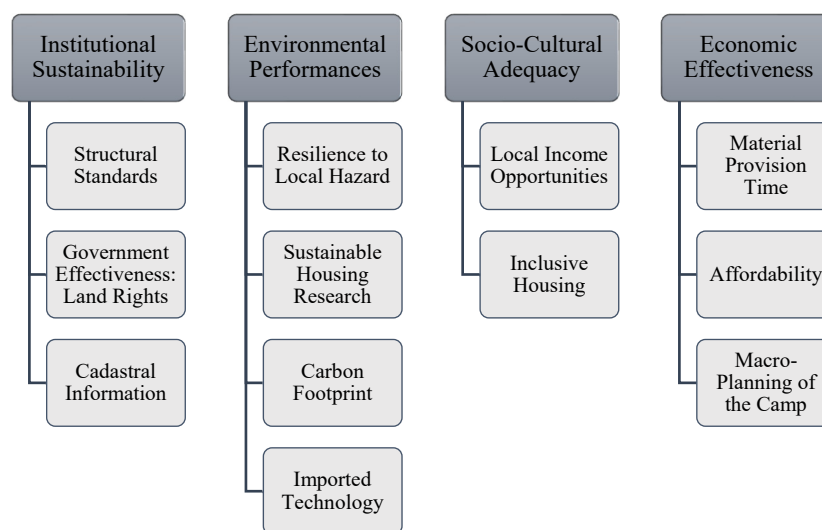 Institutional
Sustainability
Structural
Standards
Government
Effectiveness:
Land Rights
Cadastral
Information
Environmental
Performances
Resilience to
Local Hazard
Sustainable
Housing
Research
Carbon
Footprint
Imported
Technology
Socio-Cultural
Adequacy
Local Income
Opportunities
Inclusive
Housing
Economic
Effectiveness
Material
Provision
Time
Affordability
Macro-
Planning of
the Camp